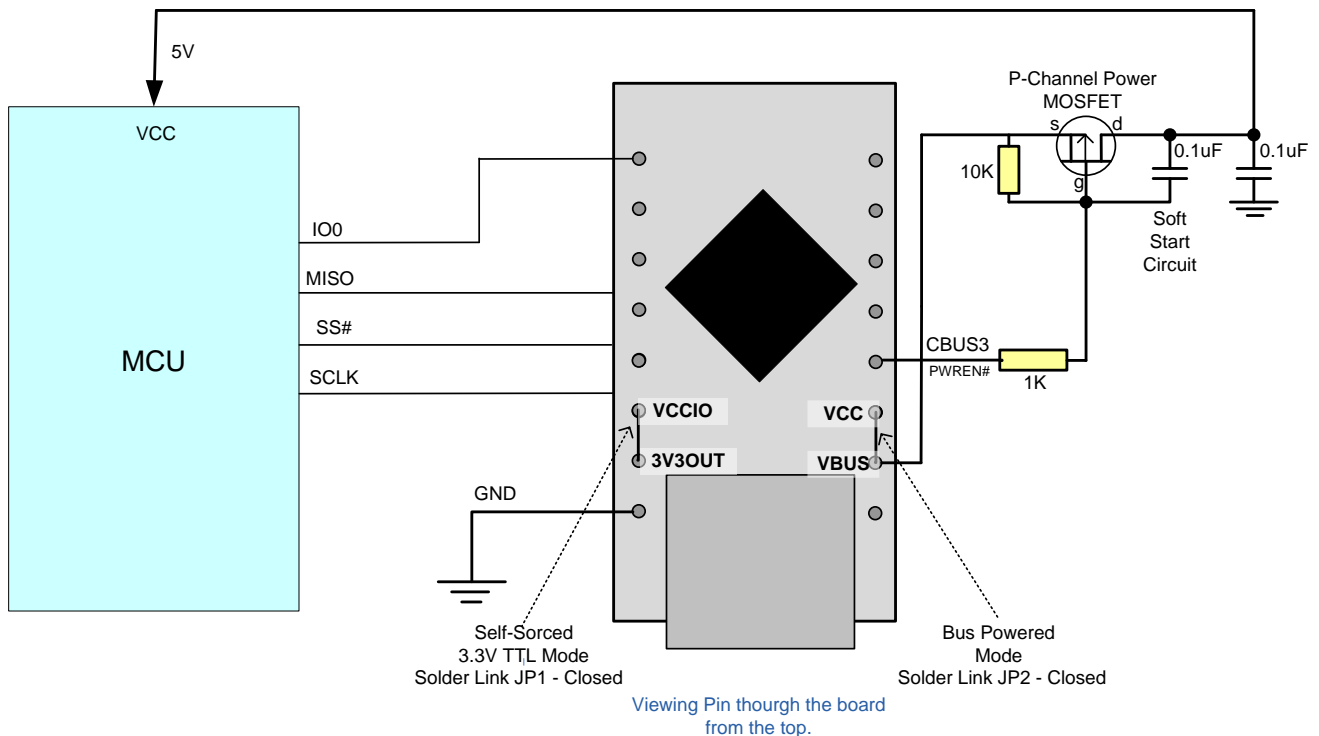 5V
VCC
P-Channel Power
MOSFET
s
d
0.1uF
0.1uF
10K
g
Soft
Start
Circuit
IO0
MISO
SS#
SCLK
MCU
CBUS3
PWREN#
1K
VCCIO
VCC
3V3OUT
VBUS
GND
Self-Sorced
3.3V TTL Mode
Solder Link JP1 - Closed
Bus Powered
Mode
Solder Link JP2 - Closed
Viewing Pin thourgh the board
from the top.